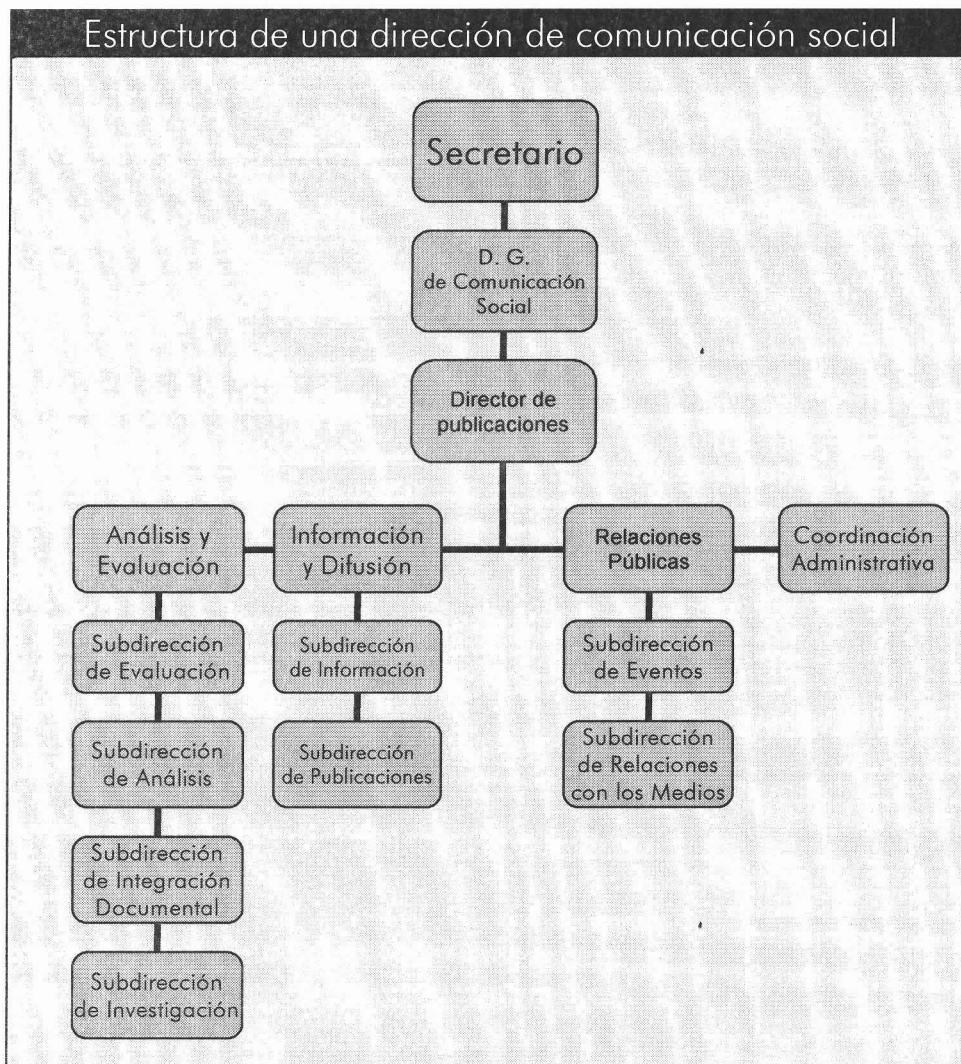 Estructura de una dirección de comunicación social
Secretario
D. G.
de Comunicación
Social
Director de
publicaciones
Análisis y
Evaluación
Información
y Difusión
Relaciones
Públicas
Coordinación
Administrativa
Subdirección
de Evaluación
Subdirección
de Información
Subdirección
de Eventos
Subdirección
de Análisis
Subdirección
de Publicaciones
Subdirección
de Relaciones
con los Medios
Subdirección
de Integración
Documental
Subdirección
de Investigación